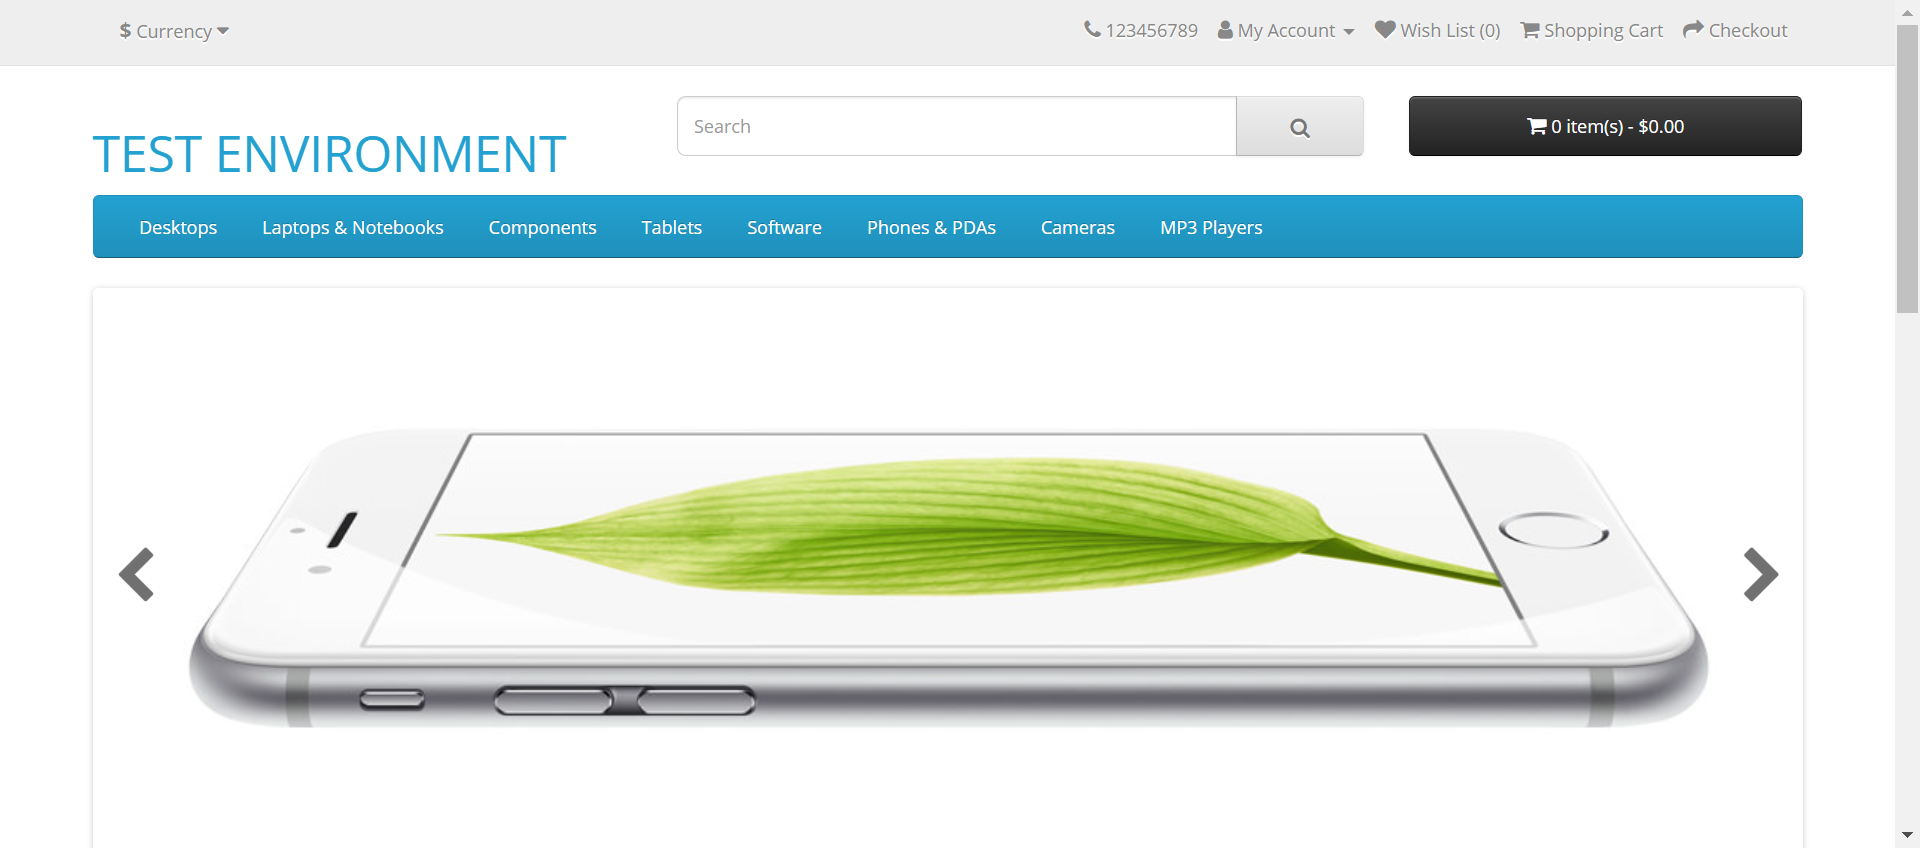 $ Currency
123456789 My Account Wish List (0) Shopping Cart Checkout
TEST ENVIRONMENT
Search
0 item(s) - $0.00
Desktops Laptops & Notebooks Components Tablets Software Phones & PDAs Cameras MP3 Players